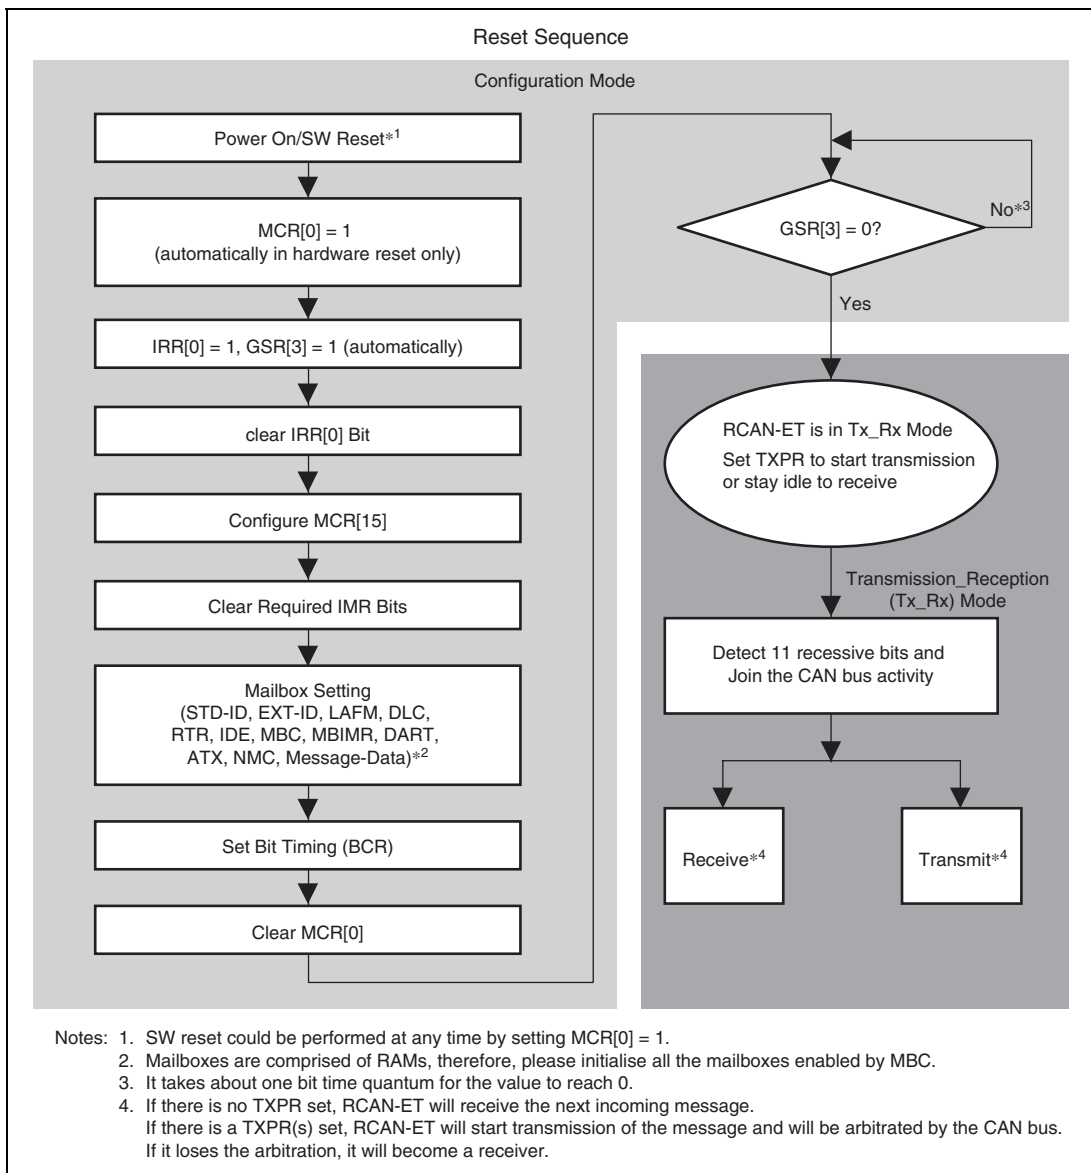 Reset Sequence
Configuration Mode
Power On/SW Reset*1
MCR[0] = 1
(automatically in hardware reset only)
IRR[0] = 1, GSR[3] = 1 (automatically)
clear IRR[0] Bit
Configure MCR[15]
Clear Required IMR Bits
Mailbox Setting
(STD-ID, EXT-ID, LAFM, DLC,
RTR, IDE, MBC, MBIMR, DART,
ATX, NMC, Message-Data)*2
Set Bit Timing (BCR)
Clear MCR[0]
GSR[3] = 0?
No*3
Yes
RCAN-ET is in Tx_Rx Mode
Set TXPR to start transmission
or stay idle to receive
Transmission_Reception
(Tx_Rx) Mode
Detect 11 recessive bits and
Join the CAN bus activity
Receive*4
Transmit*4
Notes: 1. SW reset could be performed at any time by setting MCR[0] = 1.
2. Mailboxes are comprised of RAMs, therefore, please initialise all the mailboxes enabled by MBC.
3. It takes about one bit time quantum for the value to reach 0.
4. If there is no TXPR set, RCAN-ET will receive the next incoming message.
If there is a TXPR(s) set, RCAN-ET will start transmission of the message and will be arbitrated by the CAN bus.
If it loses the arbitration, it will become a receiver.